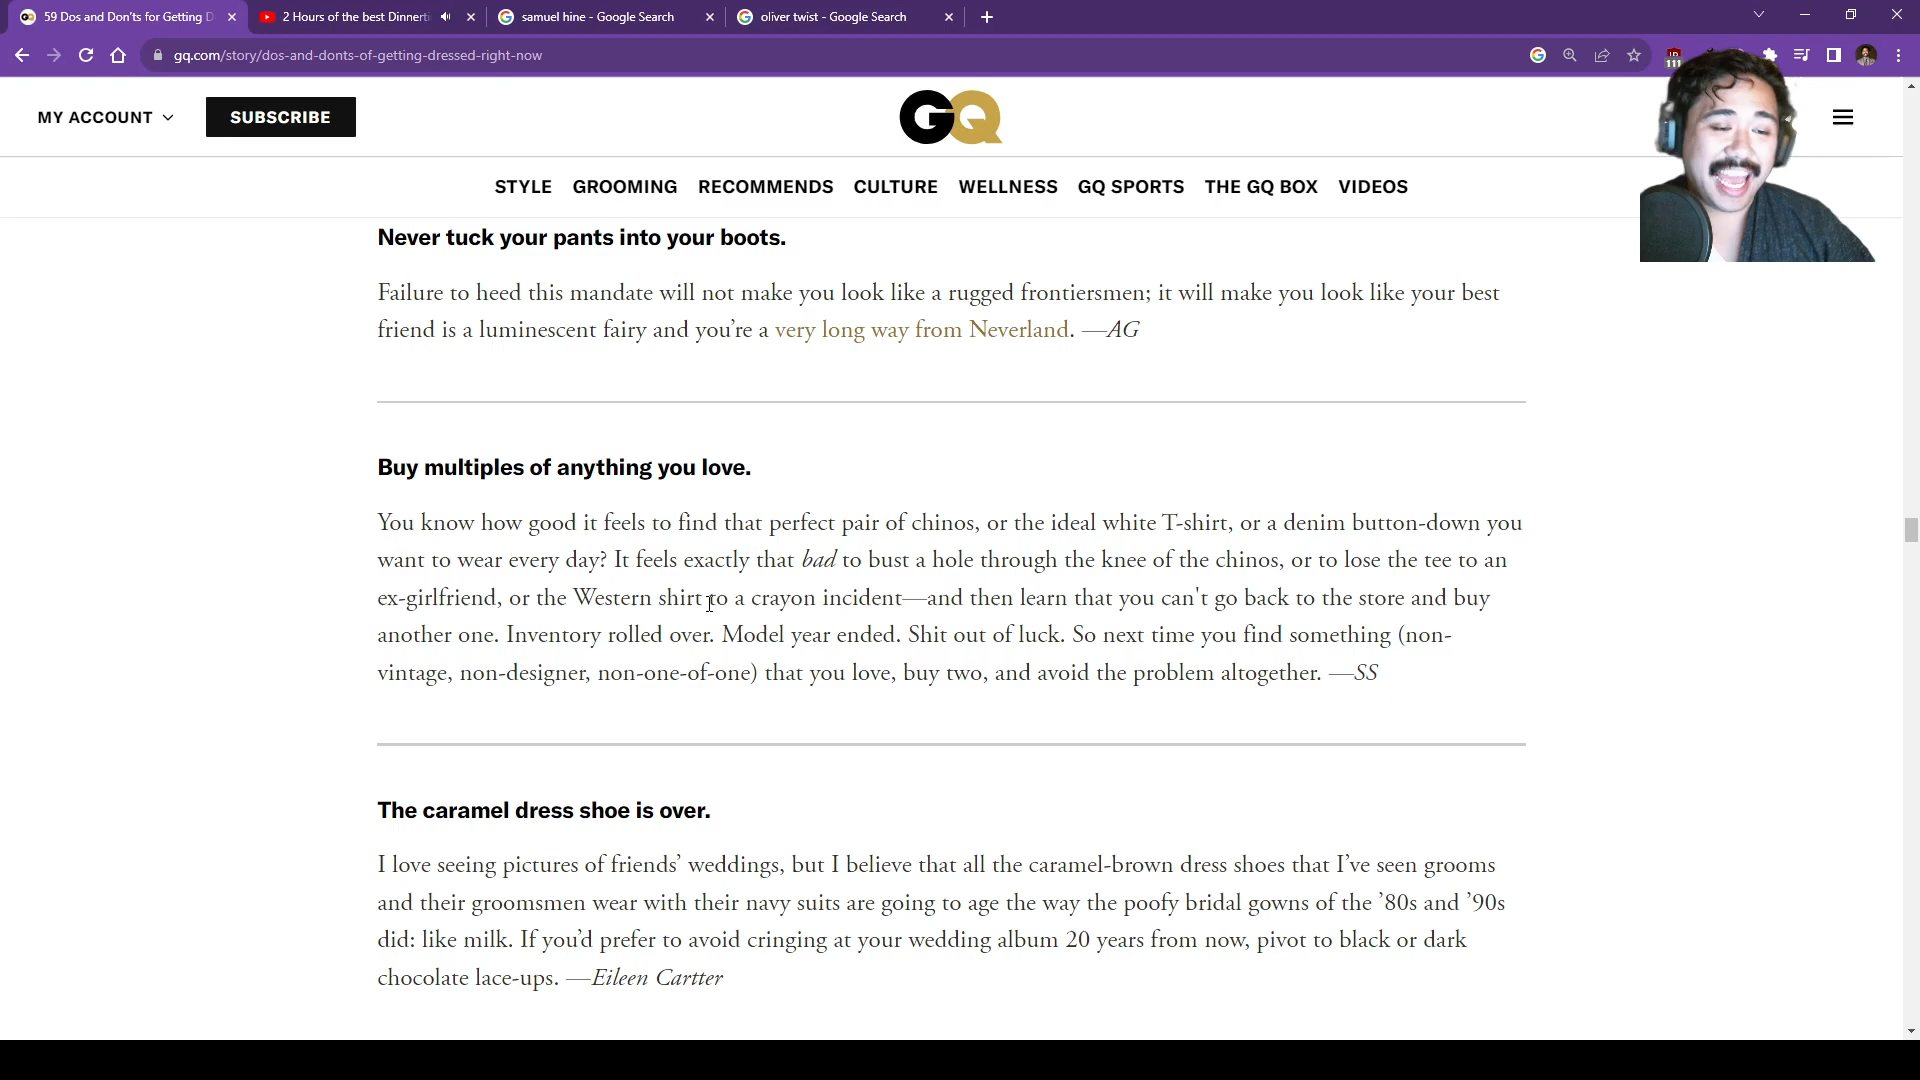 59 Dos and Don'ts for Getting D
2 Hours of the best Dinnerti
samuel hine - Google Search
oliver twist - Google Search
gq.com/story/dos-and-donts-of-getting-dressed-right-now
111
MY ACCOUNT
SUBSCRIBE
GQ
STYLE GROOMING RECOMMENDS CULTURE WELLNESS GQ SPORTS THE GQ BOX VIDEOS
Never tuck your pants into your boots.
Failure to heed this mandate will not make you look like a rugged frontiersmen; it will make you look like your best
friend is a luminescent fairy and you’re a very long way from Neverland. —AG
Buy multiples of anything you love.
You know how good it feels to find that perfect pair of chinos, or the ideal white T-shirt, or a denim button-down you
want to wear every day? It feels exactly that bad to bust a hole through the knee of the chinos, or to lose the tee to an
ex-girlfriend, or the Western shirt to a crayon incident—and then learn that you can't go back to the store and buy
another one. Inventory rolled over. Model year ended. Shit out of luck. So next time you find something (non-
vintage, non-designer, non-one-of-one) that you love, buy two, and avoid the problem altogether. —SS
The caramel dress shoe is over.
I love seeing pictures of friends’ weddings, but I believe that all the caramel-brown dress shoes that I’ve seen grooms
and their groomsmen wear with their navy suits are going to age the way the poofy bridal gowns of the ’80s and ’90s
did: like milk. If you’d prefer to avoid cringing at your wedding album 20 years from now, pivot to black or dark
chocolate lace-ups. —Eileen Cartter